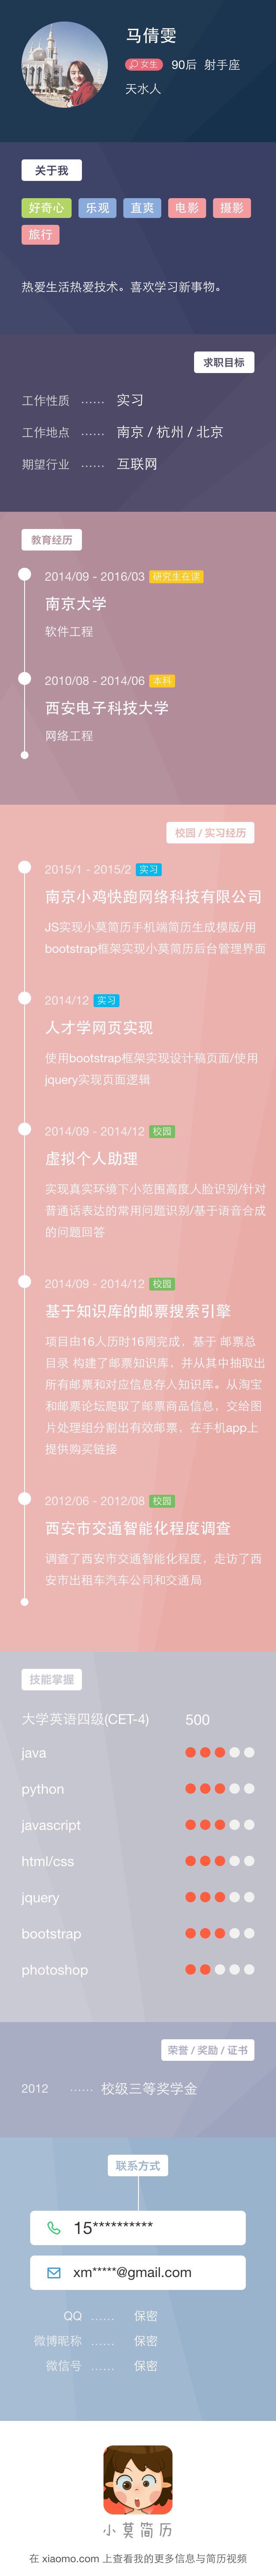 马倩雯
女生 90后 射手座
天水人
关于我
好奇心 乐观 直爽 电影 摄影
旅行
热爱生活热爱技术。喜欢学习新事物。
求职目标
工作性质 ...... 实习
工作地点 ...... 南京 / 杭州 / 北京
期望行业 ...... 互联网
教育经历
2014/09 - 2016/03 研究生在读
南京大学
软件工程
2010/08 - 2014/06 本科
西安电子科技大学
网络工程
校园 / 实习经历
2015/1 - 2015/2 实习
南京小鸡快跑网络科技有限公司
JS实现小莫简历手机端简历生成模版/用
bootstrap框架实现小莫简历后台管理界面
2014/12 实习
人才学网页实现
使用bootstrap框架实现设计稿页面/使用
jquery实现页面逻辑
2014/09 - 2014/12 校园
虚拟个人助理
实现真实环境下小范围高度人脸识别/针对
普通话表达的常用问题识别/基于语音合成
的问题回答
2014/09 - 2014/12 校园
基于知识库的邮票搜索引擎
项目由16人历时16周完成，基于 邮票总
目录 构建了邮票知识库，并从其中抽取出
所有邮票和对应信息存入知识库。从淘宝
和邮票论坛爬取了邮票商品信息，交给图
片处理组分割出有效邮票，在手机app上
提供购买链接
2012/06 - 2012/08 校园
西安市交通智能化程度调查
调查了西安市交通智能化程度，走访了西
安市出租车汽车公司和交通局
技能掌握
大学英语四级(CET-4) 500
java
python
javascript
html/css
jquery
bootstrap
photoshop
荣誉 / 奖励 / 证书
2012 ...... 校级三等奖学金
联系方式
15**********
xm*****@gmail.com
QQ ...... 保密
微博昵称 ...... 保密
微信号 ...... 保密
小莫简历
在 xiaomo.com 上查看我的更多信息与简历视频